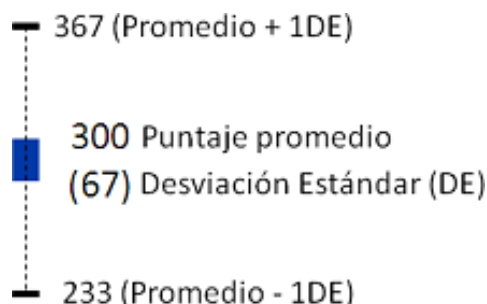 367 (Promedio + 1DE)
300 Puntaje promedio
(67) Desviación Estándar (DE)
233 (Promedio - 1DE)